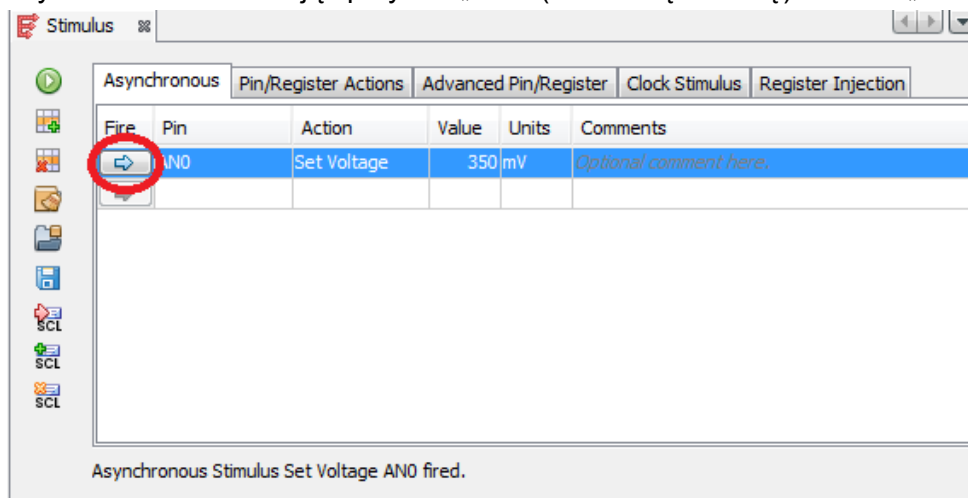 Stimulus
Asynchronous Pin/Register Actions Advanced Pin/Register Clock Stimulus Register Injection
Fire Pin Action Value Units Comments
AN0 Set Voltage 350 mV Optional comment here.
SCL
SCL
SCL
Asynchronous Stimulus Set Voltage AN0 fired.